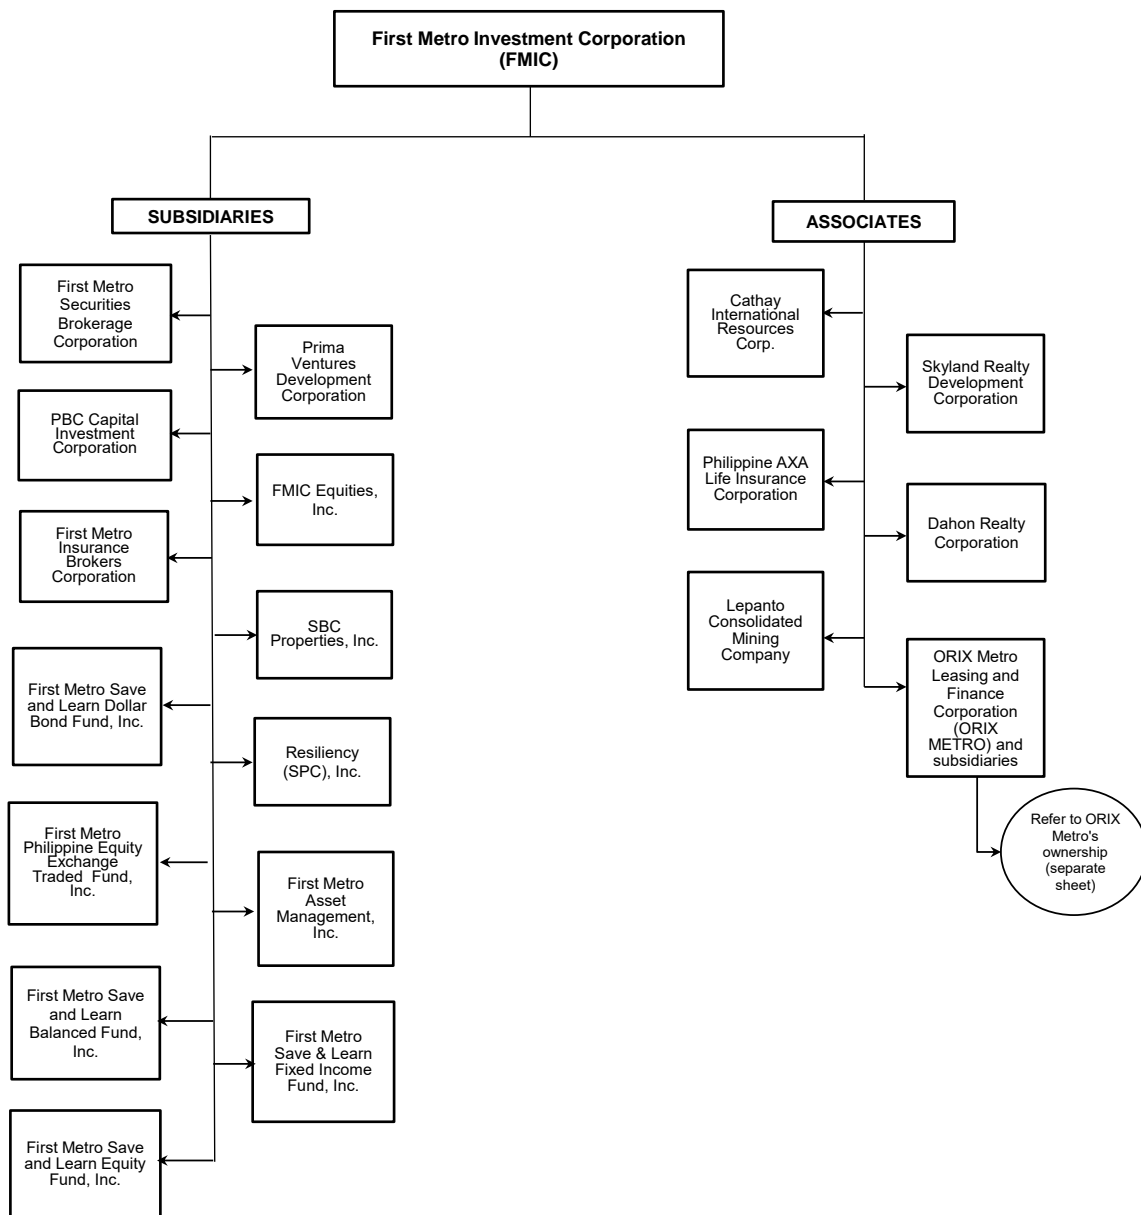 First Metro Investment Corporation
(FMIC)
SUBSIDIARIES
First Metro
Securities
Brokerage
Corporation
Prima
Ventures
Development
Corporation
PBC Capital
Investment
Corporation
FMIC Equities,
Inc.
First Metro
Insurance
Brokers
Corporation
SBC
Properties, Inc.
First Metro Save
and Learn Dollar
Bond Fund, Inc.
Resiliency
(SPC), Inc.
First Metro
Philippine Equity
Exchange
Traded Fund,
Inc.
First Metro
Asset
Management,
Inc.
First Metro Save
and Learn
Balanced Fund,
Inc.
First Metro
Save & Learn
Fixed Income
Fund, Inc.
First Metro Save
and Learn Equity
Fund, Inc.
ASSOCIATES
Cathay
International
Resources
Corp.
Skyland Realty
Development
Corporation
Philippine AXA
Life Insurance
Corporation
Dahon Realty
Corporation
Lepanto
Consolidated
Mining
Company
ORIX Metro
Leasing and
Finance
Corporation
(ORIX
METRO) and
subsidiaries
Refer to ORIX
Metro's
ownership
(separate
sheet)